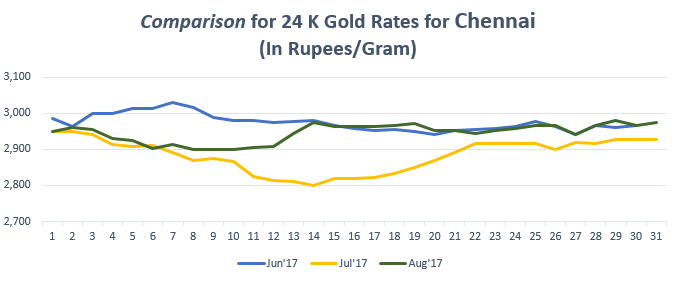 Comparison for 24 K Gold Rates for Chennai
(In Rupees/Gram)
3,100
3,000
2,900
2,800
2,700
1 2 3 4 5 6 7 8 9 10 11 12 13 14 15 16 17 18 19 20 21 22 23 24 25 26 27 28 29 30 31
Jun'17 Jul'17 Aug'17